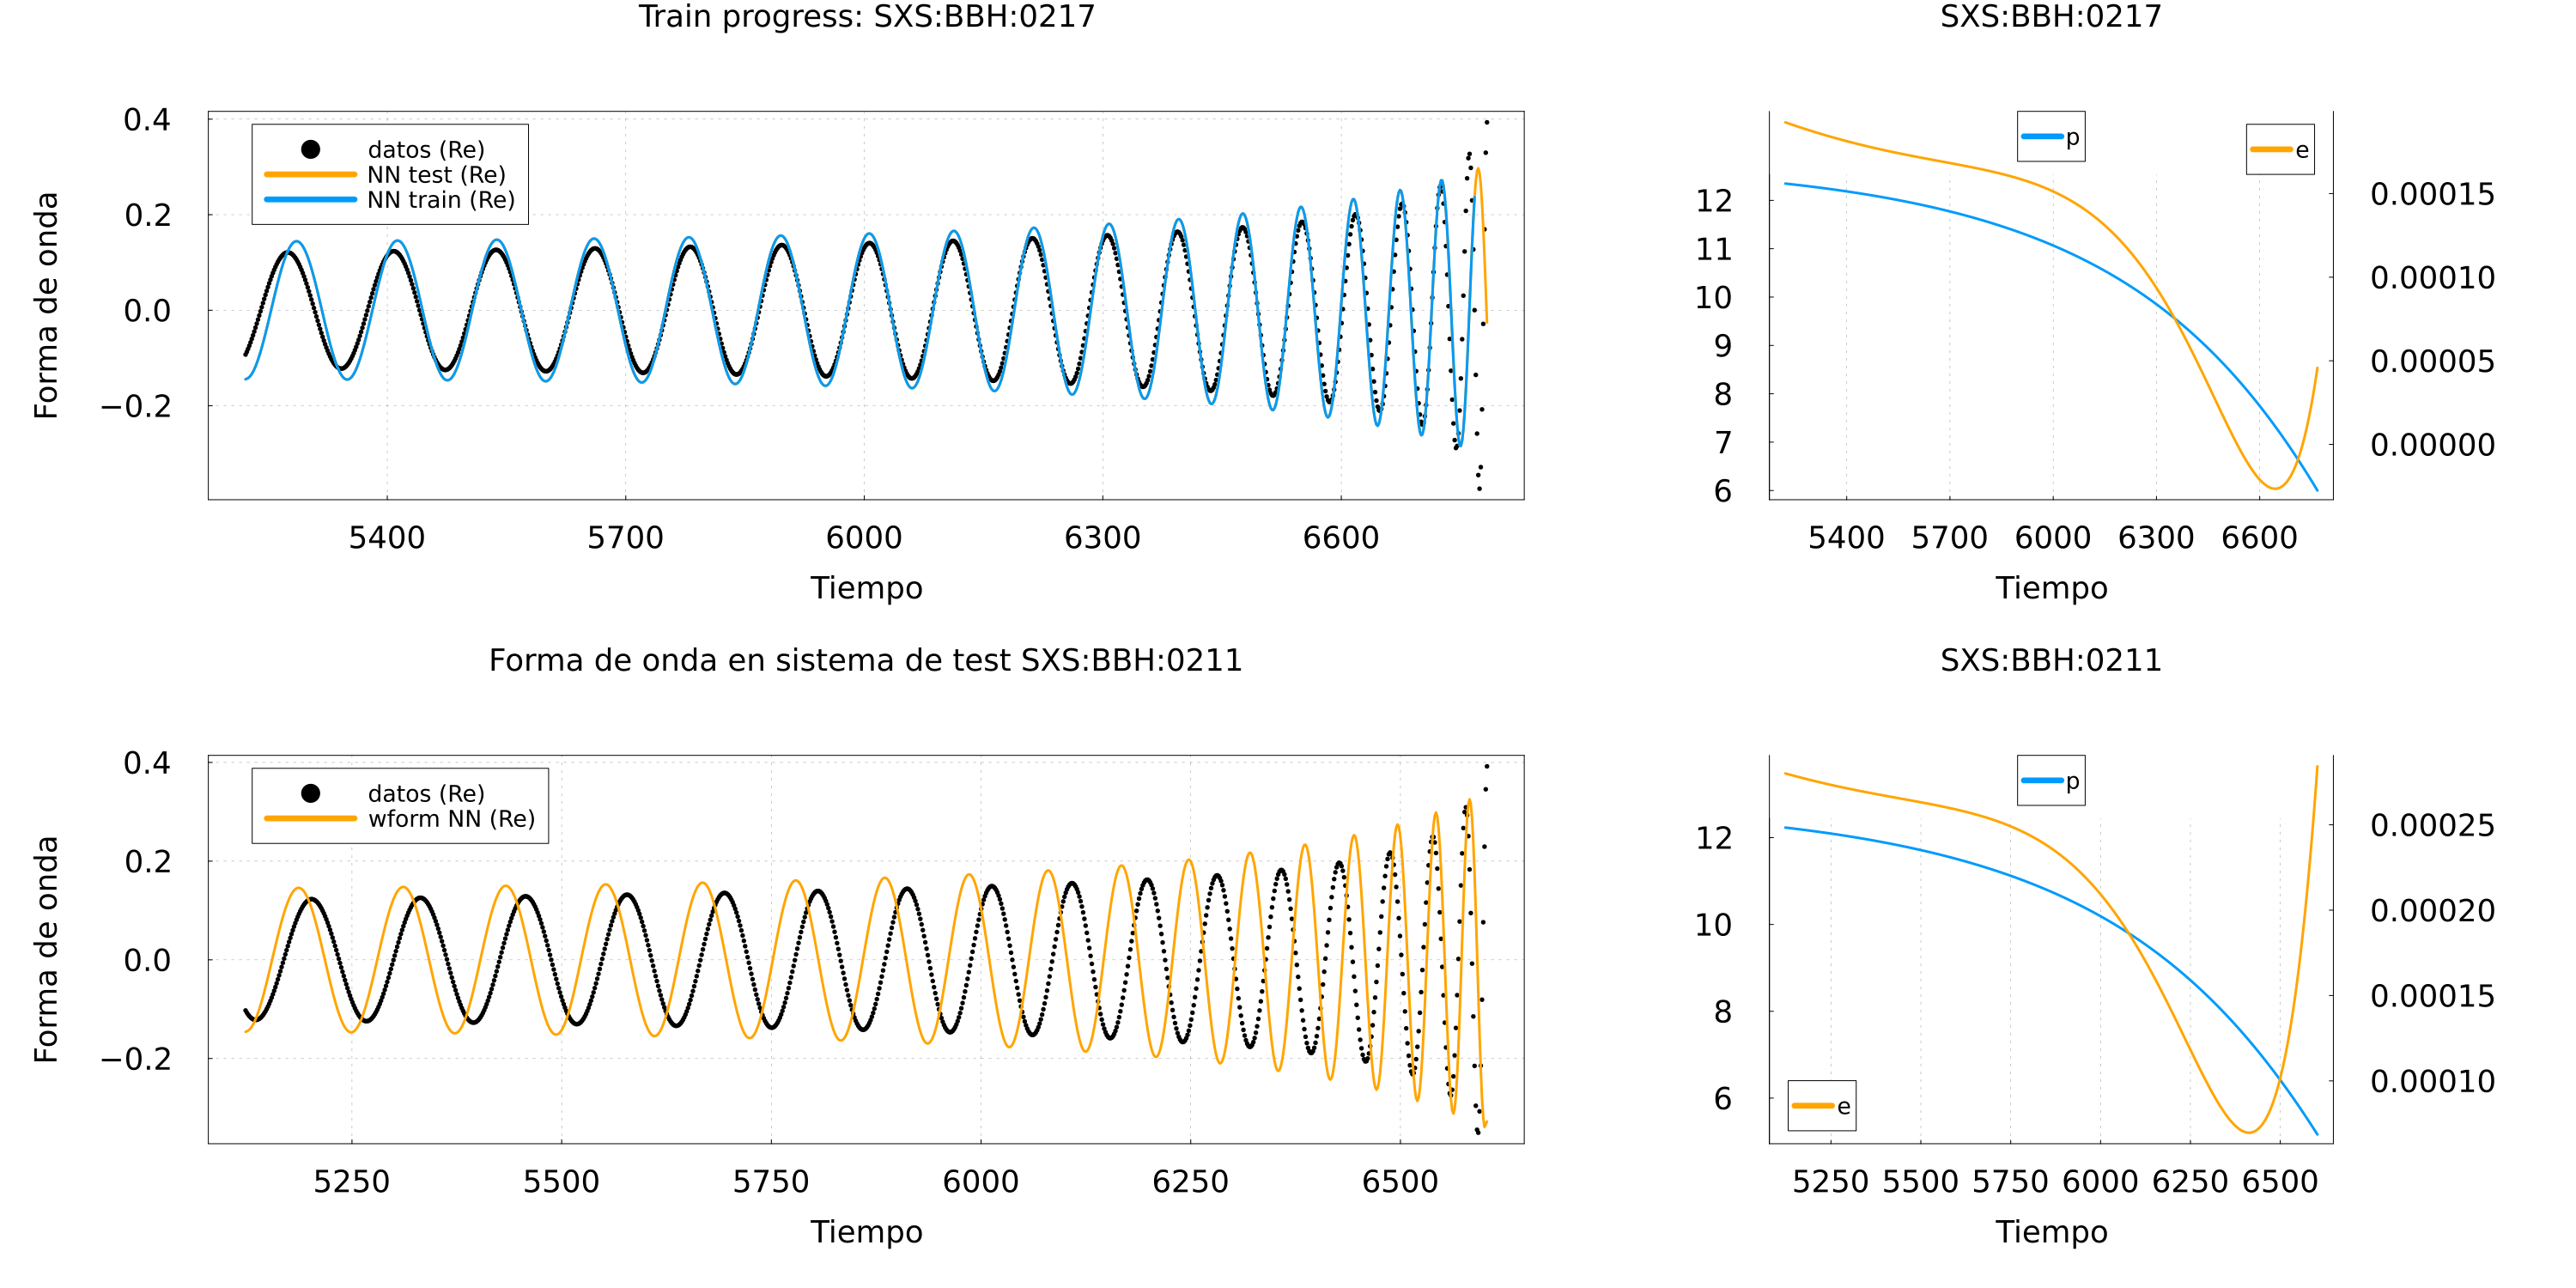 Train progress: SXS:BBH:0217
0.4
0.2
0.0
−0.2
Forma de onda
datos (Re)
NN test (Re)
NN train (Re)
5400 5700 6000 6300 6600
Tiempo
SXS:BBH:0217
12
11
10
9
8
7
6
p
e
0.00015
0.00010
0.00005
0.00000
5400 5700 6000 6300 6600
Tiempo
Forma de onda en sistema de test SXS:BBH:0211
0.4
0.2
0.0
−0.2
Forma de onda
datos (Re)
wform NN (Re)
5250 5500 5750 6000 6250 6500
Tiempo
SXS:BBH:0211
12
10
8
6
p
e
0.00025
0.00020
0.00015
0.00010
5250 5500 5750 6000 6250 6500
Tiempo